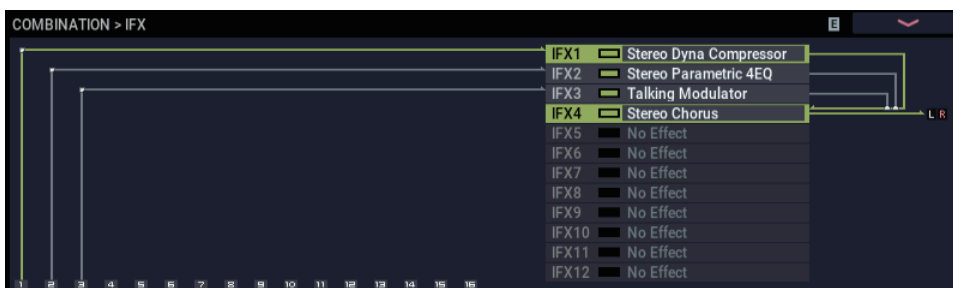 COMBINATION > IFX E
IFX1 Stereo Dyna Compressor
IFX2 Stereo Parametric 4EQ
IFX3 Talking Modulator
IFX4 Stereo Chorus L R
IFX5 No Effect
IFX6 No Effect
IFX7 No Effect
IFX8 No Effect
IFX9 No Effect
IFX10 No Effect
IFX11 No Effect
IFX12 No Effect
1 2 3 4 5 6 7 8 9 10 11 12 13 14 15 16